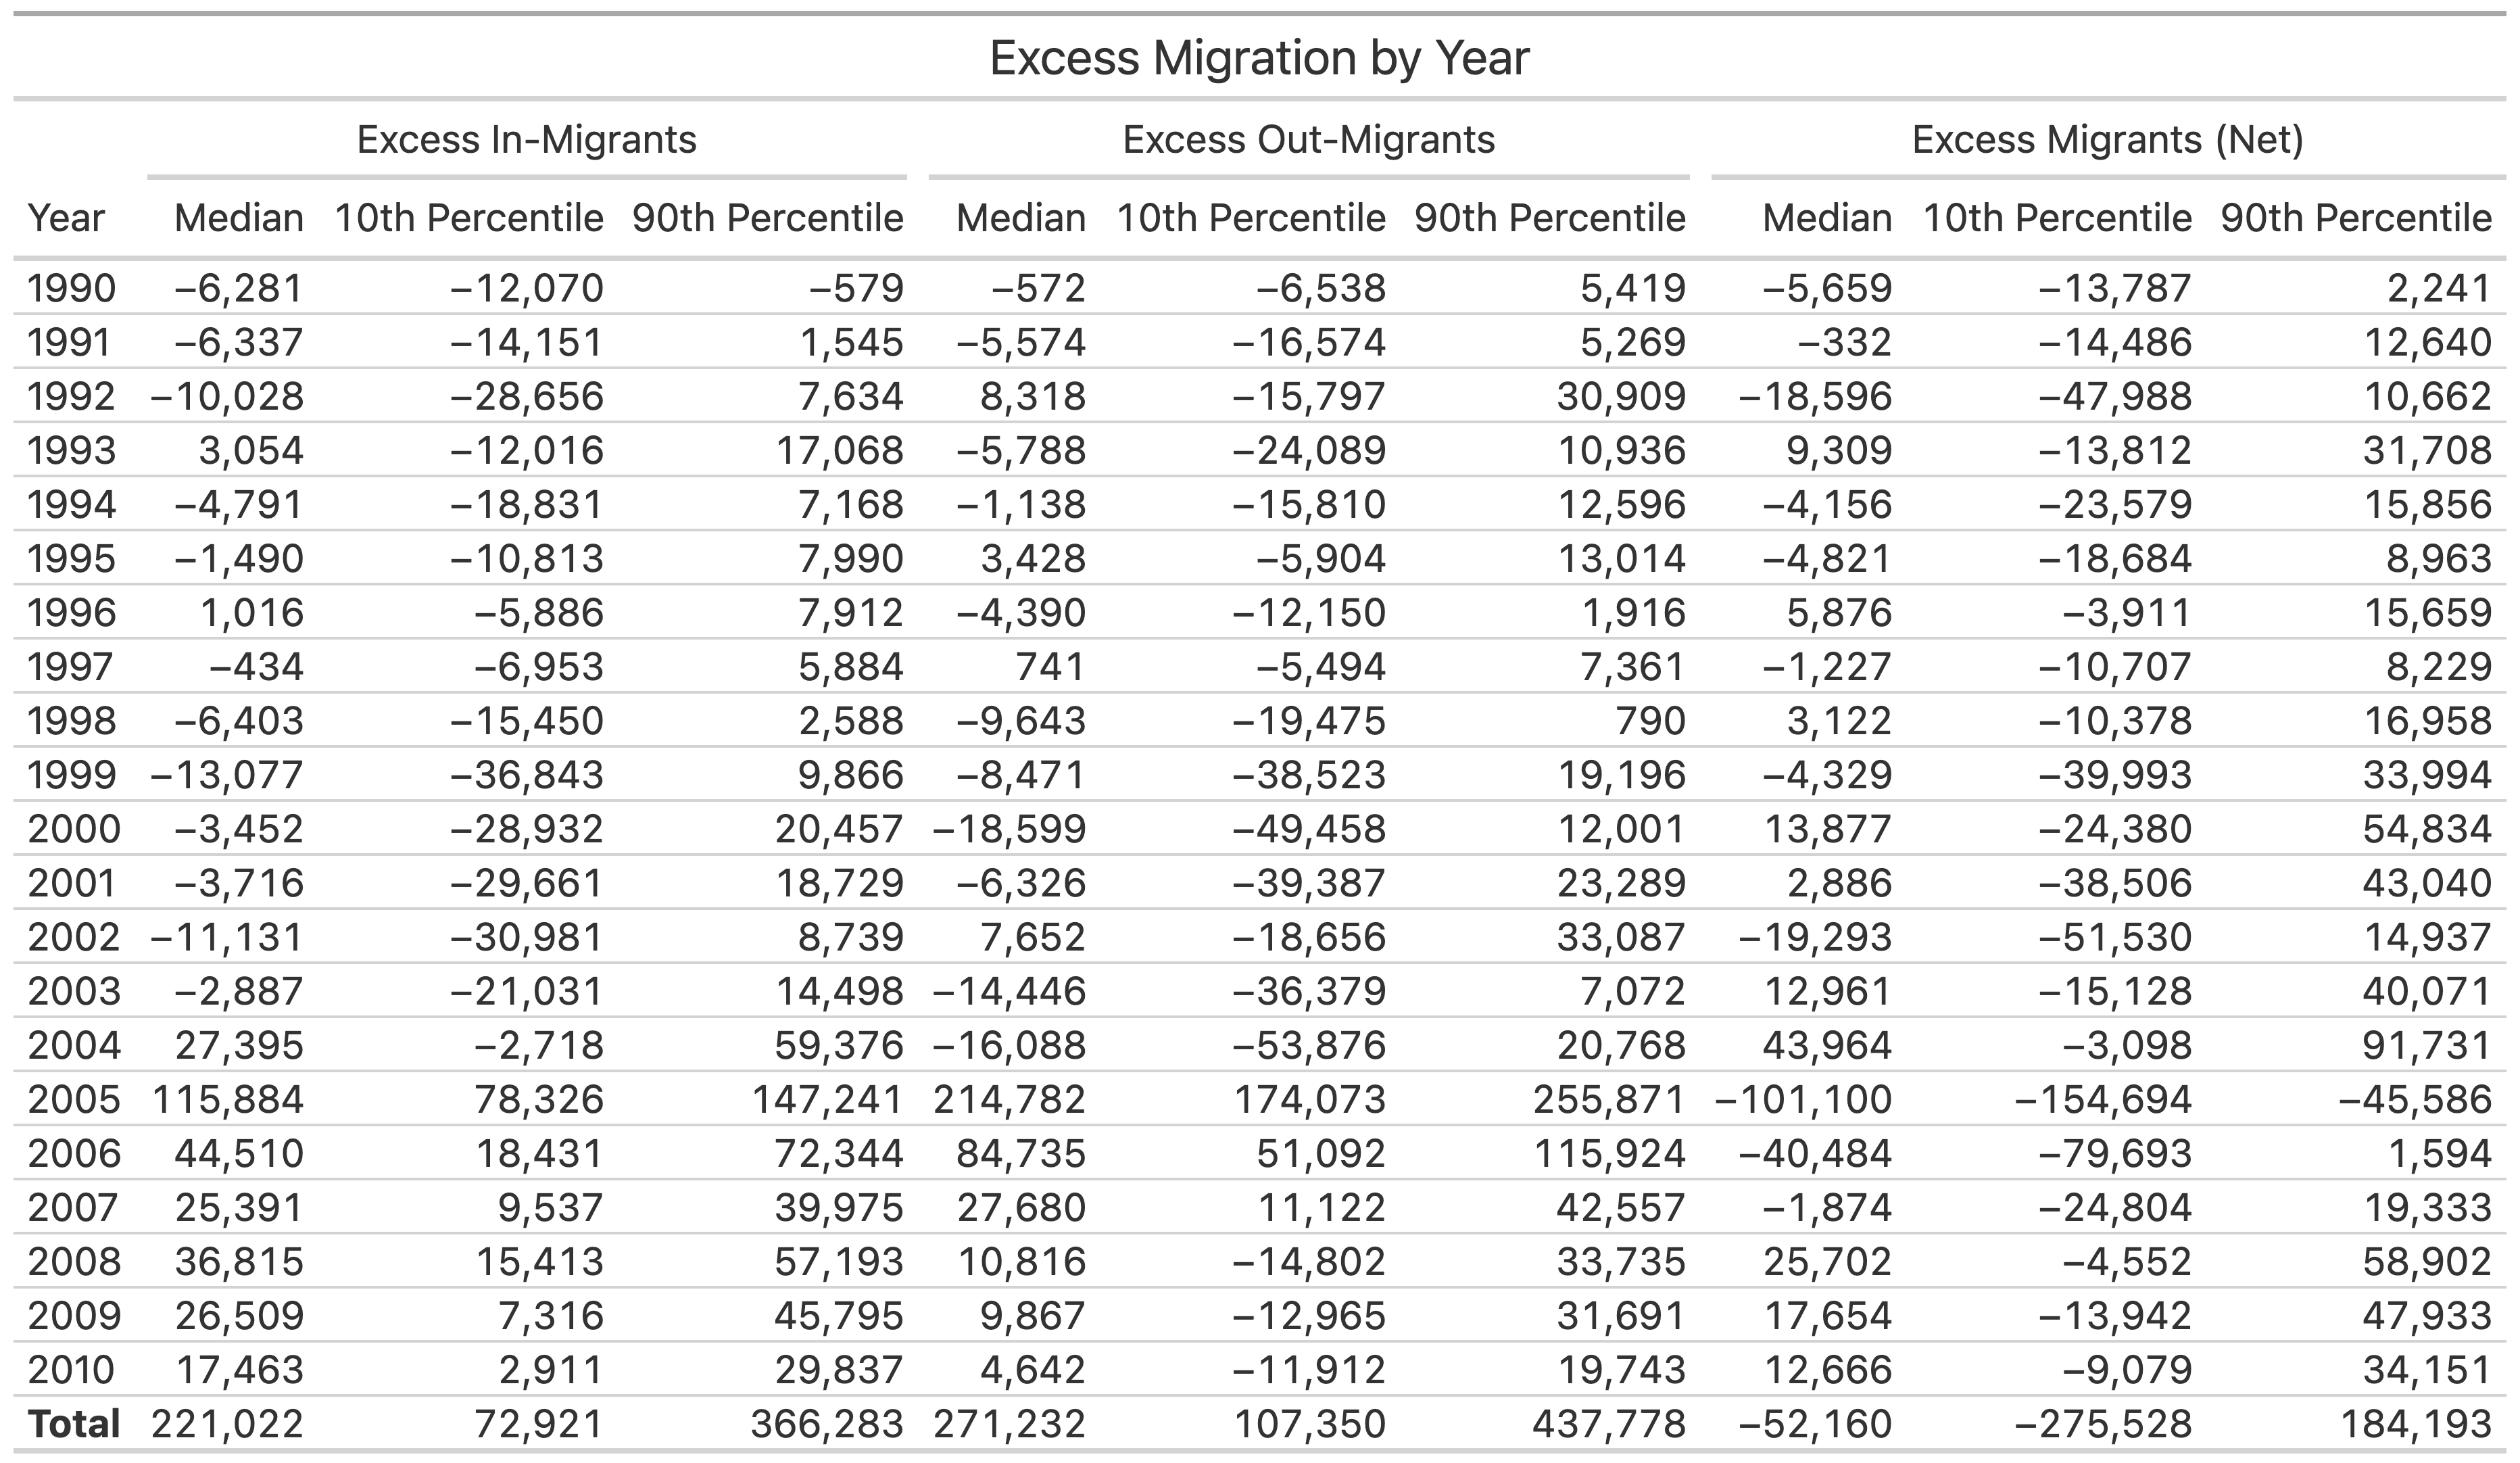 Excess Migration by Year
Excess In-Migrants Excess Out-Migrants Excess Migrants (Net)
Year Median 10th Percentile 90th Percentile Median 10th Percentile 90th Percentile Median 10th Percentile 90th Percentile
1990 −6,281 −12,070 −579 −572 −6,538 5,419 −5,659 −13,787 2,241
1991 −6,337 −14,151 1,545 −5,574 −16,574 5,269 −332 −14,486 12,640
1992 −10,028 −28,656 7,634 8,318 −15,797 30,909 −18,596 −47,988 10,662
1993 3,054 −12,016 17,068 −5,788 −24,089 10,936 9,309 −13,812 31,708
1994 −4,791 −18,831 7,168 −1,138 −15,810 12,596 −4,156 −23,579 15,856
1995 −1,490 −10,813 7,990 3,428 −5,904 13,014 −4,821 −18,684 8,963
1996 1,016 −5,886 7,912 −4,390 −12,150 1,916 5,876 −3,911 15,659
1997 −434 −6,953 5,884 741 −5,494 7,361 −1,227 −10,707 8,229
1998 −6,403 −15,450 2,588 −9,643 −19,475 790 3,122 −10,378 16,958
1999 −13,077 −36,843 9,866 −8,471 −38,523 19,196 −4,329 −39,993 33,994
2000 −3,452 −28,932 20,457 −18,599 −49,458 12,001 13,877 −24,380 54,834
2001 −3,716 −29,661 18,729 −6,326 −39,387 23,289 2,886 −38,506 43,040
2002 −11,131 −30,981 8,739 7,652 −18,656 33,087 −19,293 −51,530 14,937
2003 −2,887 −21,031 14,498 −14,446 −36,379 7,072 12,961 −15,128 40,071
2004 27,395 −2,718 59,376 −16,088 −53,876 20,768 43,964 −3,098 91,731
2005 115,884 78,326 147,241 214,782 174,073 255,871 −101,100 −154,694 −45,586
2006 44,510 18,431 72,344 84,735 51,092 115,924 −40,484 −79,693 1,594
2007 25,391 9,537 39,975 27,680 11,122 42,557 −1,874 −24,804 19,333
2008 36,815 15,413 57,193 10,816 −14,802 33,735 25,702 −4,552 58,902
2009 26,509 7,316 45,795 9,867 −12,965 31,691 17,654 −13,942 47,933
2010 17,463 2,911 29,837 4,642 −11,912 19,743 12,666 −9,079 34,151
Total 221,022 72,921 366,283 271,232 107,350 437,778 −52,160 −275,528 184,193